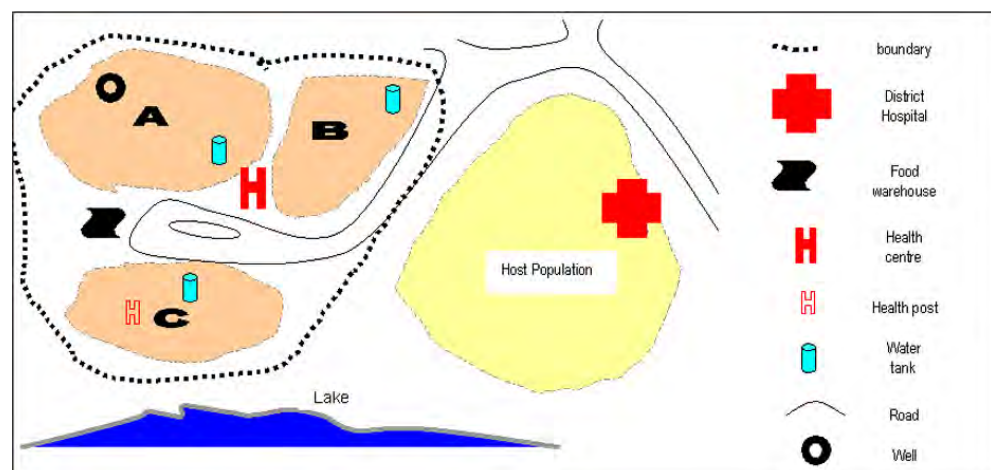 A
B
C
Host Population
Lake
boundary
District
Hospital
Food
warehouse
H
Health
centre
H
Health post
Water
tank
Road
Well
H
H